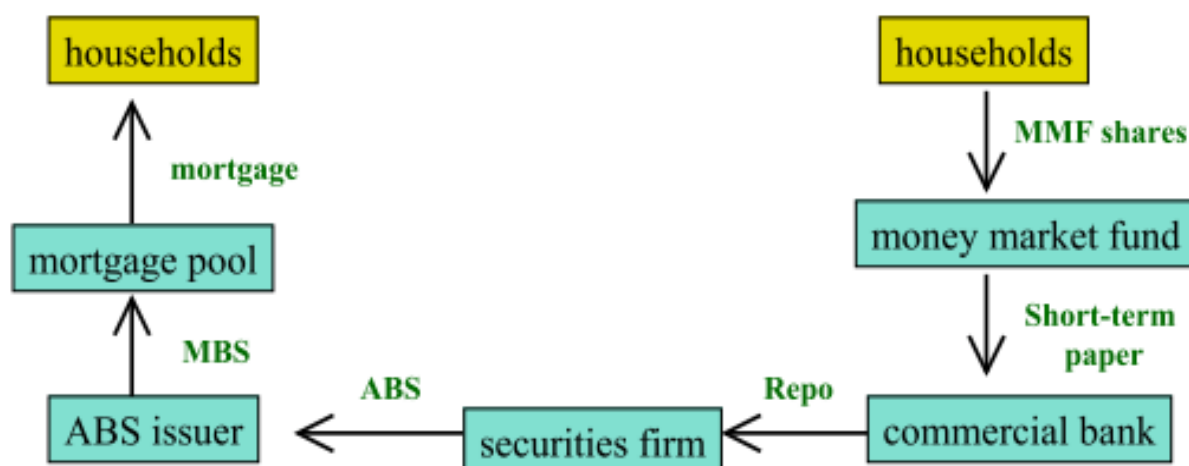 households
households
MMF shares
mortgage
mortgage pool
money market fund
MBS
Short-term
paper
ABS
Repo
ABS issuer
securities firm
commercial bank